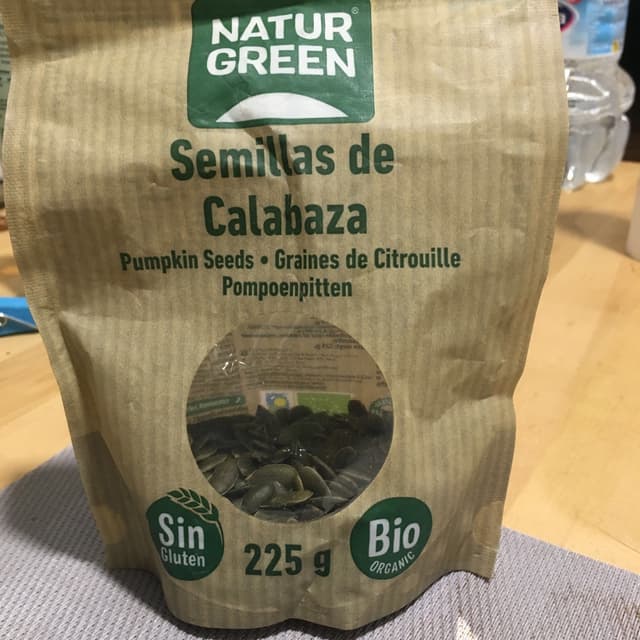 NATUR
GREEN
Semillas de
Calabaza
Pumpkin Seeds • Graines de Citrouille
Pompoenpitten
Sin
Gluten
225 g
Bio
ORGANIC